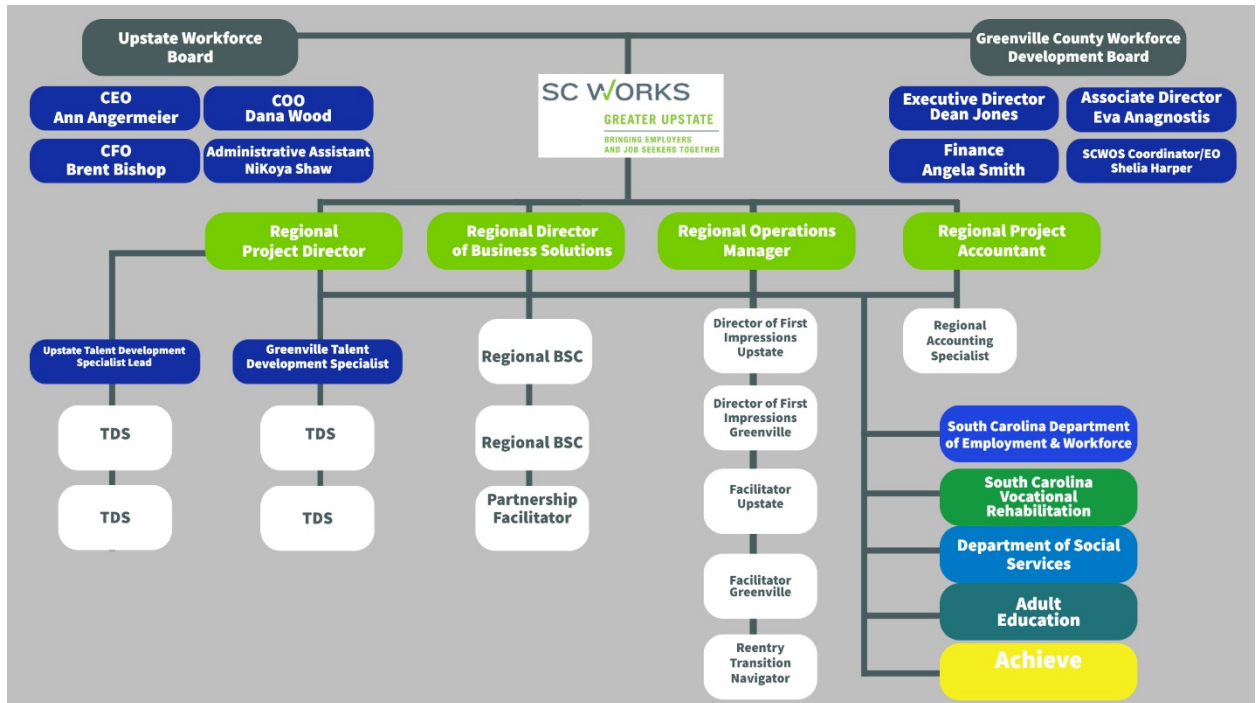 Upstate Workforce
Board
Greenville County Workforce
Development Board
CEO
Ann Angermeier
COO
Dana Wood
CFO
Brent Bishop
Administrative Assistant
NiKoya Shaw
SC WORKS
GREATER UPSTATE
BRINGING EMPLOYERS
AND JOB SEEKERS TOGETHER
Executive Director
Dean Jones
Associate Director
Eva Anagnostis
Finance
Angela Smith
SCWOS Coordinator/EO
Shelia Harper
Regional
Project Director
Regional Director
of Business Solutions
Regional Operations
Manager
Regional Project
Accountant
Upstate Talent Development
Specialist Lead
TDS
TDS
Greenville Talent
Development Specialist
TDS
TDS
Regional BSC
Regional BSC
Partnership
Facilitator
Director of First
Impressions
Upstate
Director of First
Impressions
Greenville
Facilitator
Upstate
Facilitator
Greenville
Reentry
Transition
Navigator
Regional
Accounting
Specialist
South Carolina Department
of Employment & Workforce
South Carolina
Vocational
Rehabilitation
Department of Social
Services
Adult
Education
Achieve